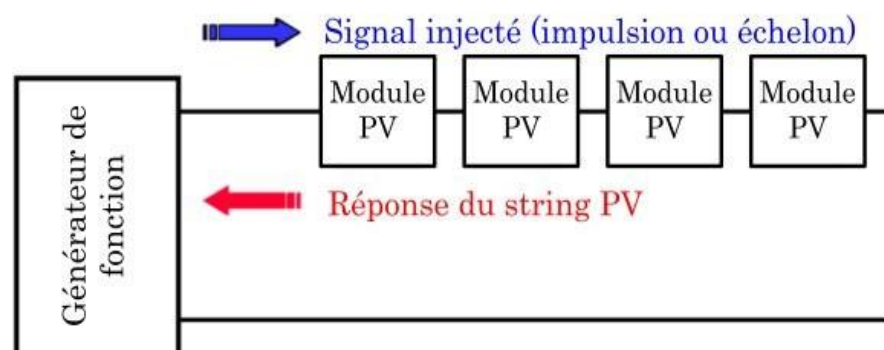 Signal injecté (impulsion ou échelon)
Module
PV
Module
PV
Module
PV
Module
PV
Générateur de
fonction
Réponse du string PV